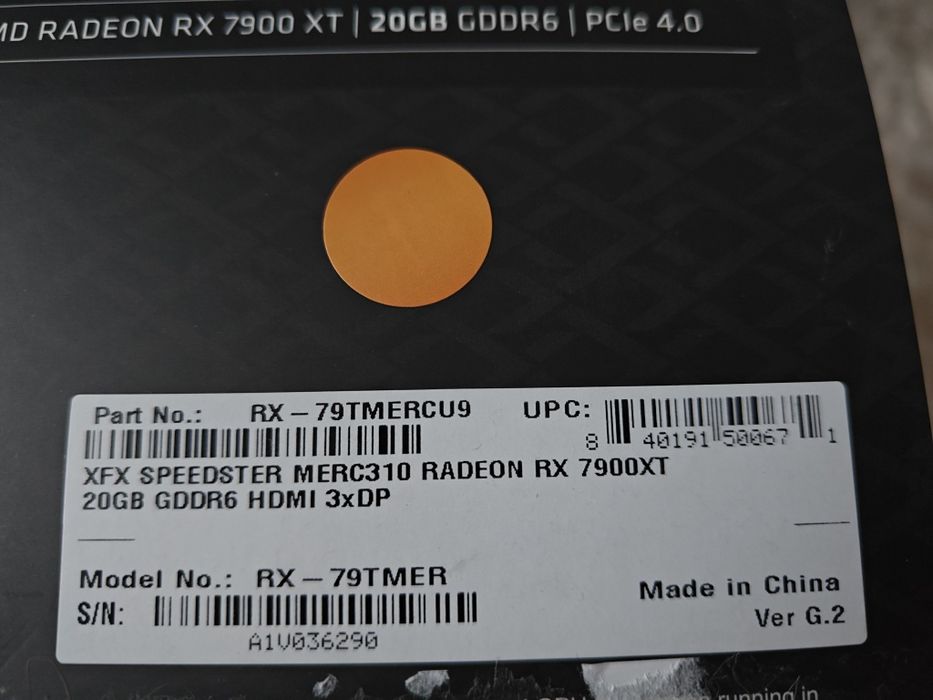 MD RADEON RX 7900 XT | 20GB GDDR6 | PCIe 4.0
Part No.: RX-79TMERCU9 UPC:
8 40191 50067 1
XFX SPEEDSTER MERC310 RADEON RX 7900XT
20GB GDDR6 HDMI 3xDP
Model No.: RX-79TMER
Made in China
S/N:
Ver G.2
A1V036290
running in